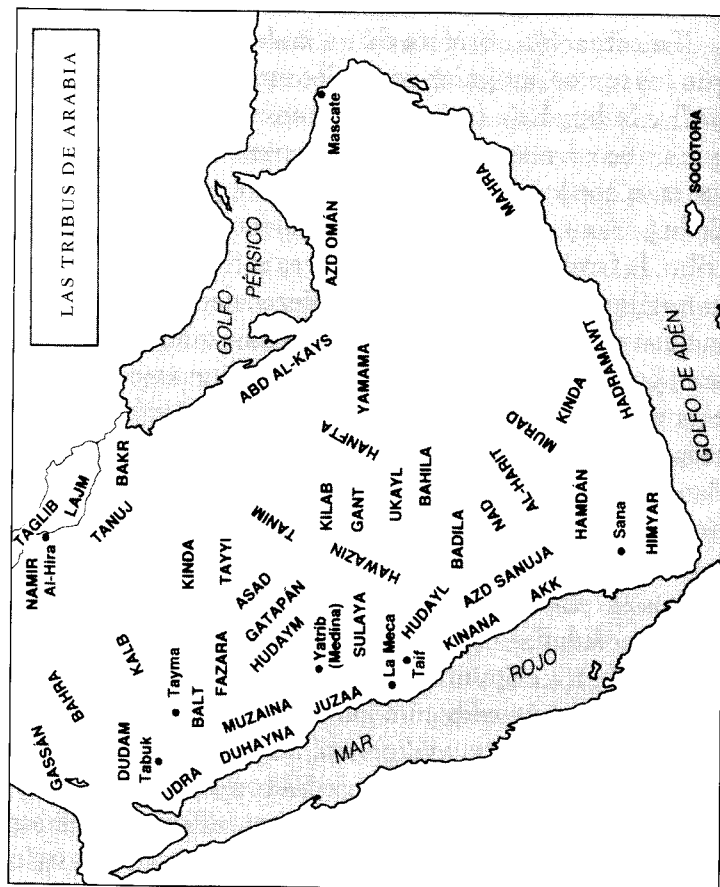 LAS TRIBUS DE ARABIA
GOLFO
PÉRSICO
Mascate
AZD OMÁN
MAHRA
SOCOTORA
ABD AL-KAYS
YAMAMA
HANFTA
HADRAMAWT
GOLFO DE ADÉN
KINDA
MURAD
AL-HARIT
NAD
TAGLIB
LAJM
BAKR
TANUJ
NAMIR
Al-Hira
TANIM
KILAB
GANT
UKAYL
BAHILA
BADILA
HAWAZIN
HAMDÁN
Sana
HIMYAR
KINDA
TAYYI
ASAD
GATAPÁN
HUDAYM
FAZARA
BALT
Tayma
KALB
BAHRA
GASSÁN
DUDAM
Tabuk
UDRA
DUHAYNA
MUZAINA
JUZAA
Yatrib
(Medina)
SULAYA
La Meca
Taif
HUDAYL
AZD SANUJA
KINANA
AKK
MAR
ROJO